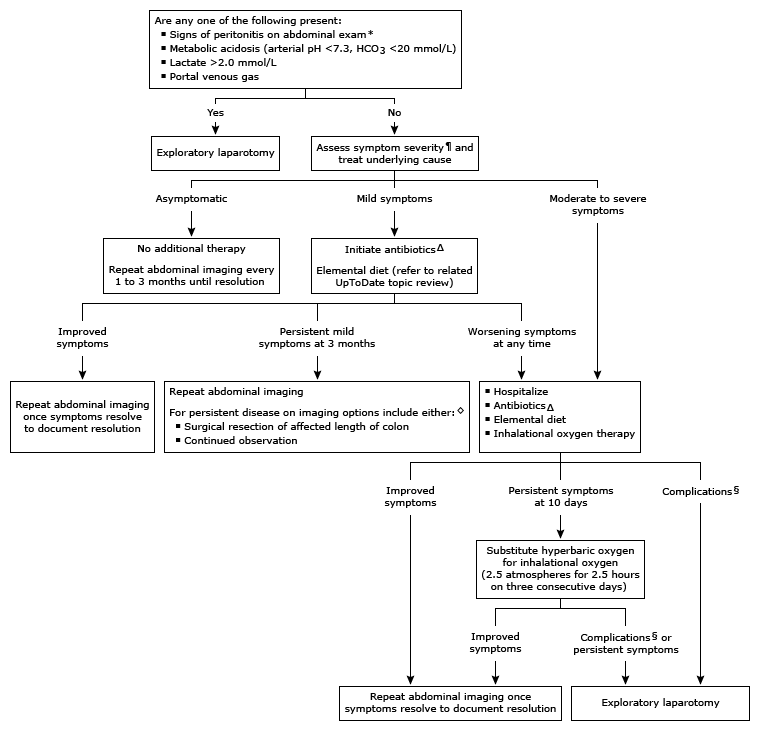 Are any one of the following present:
▪ Signs of peritonitis on abdominal exam*
▪ Metabolic acidosis (arterial pH <7.3, HCO3 <20 mmol/L)
▪ Lactate >2.0 mmol/L
▪ Portal venous gas
Yes
No
Exploratory laparotomy
Assess symptom severity¶ and
treat underlying cause
Asymptomatic
Mild symptoms
Moderate to severe
symptoms
No additional therapy
Repeat abdominal imaging every
1 to 3 months until resolution
Initiate antibioticsΔ
Elemental diet (refer to related
UpToDate topic review)
Improved
symptoms
Persistent mild
symptoms at 3 months
Worsening symptoms
at any time
Repeat abdominal imaging
once symptoms resolve
to document resolution
Repeat abdominal imaging
For persistent disease on imaging options include either:◊
▪ Surgical resection of affected length of colon
▪ Continued observation
▪ Hospitalize
▪ AntibioticsΔ
▪ Elemental diet
▪ Inhalational oxygen therapy
Improved
symptoms
Persistent symptoms
at 10 days
Complications§
Substitute hyperbaric oxygen
for inhalational oxygen
(2.5 atmospheres for 2.5 hours
on three consecutive days)
Improved
symptoms
Complications§ or
persistent symptoms
Repeat abdominal imaging once
symptoms resolve to document resolution
Exploratory laparotomy